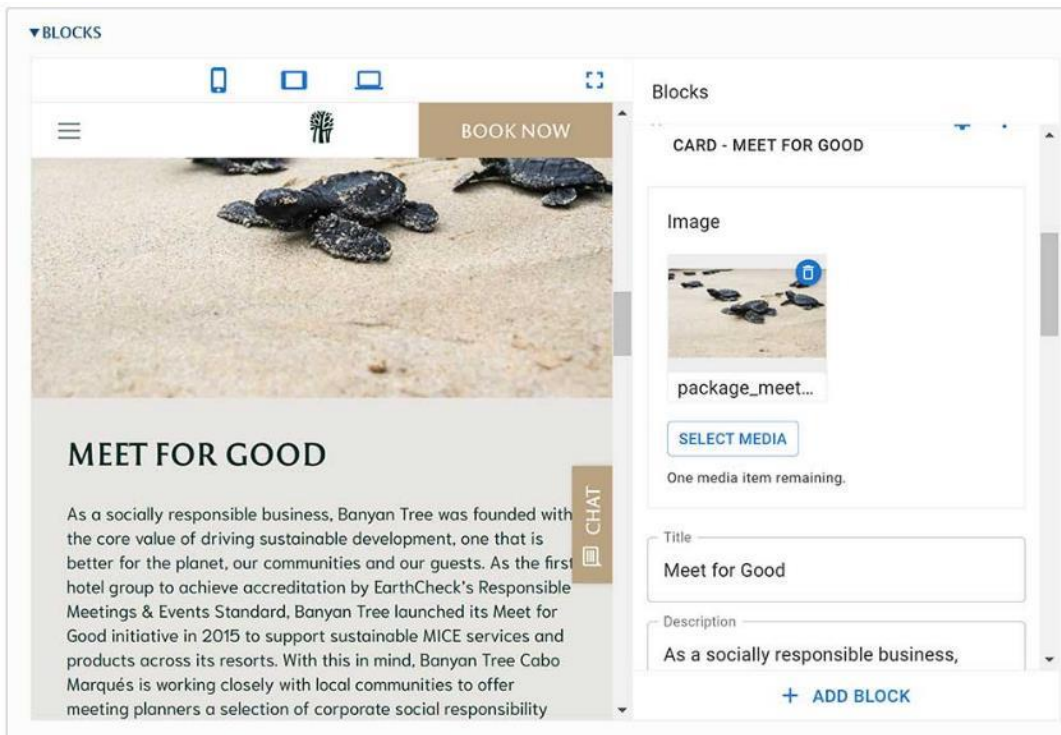 BLOCKS
BOOK NOW
MEET FOR GOOD
As a socially responsible business, Banyan Tree was founded with
the core value of driving sustainable development, one that is
better for the planet, our communities and our guests. As the first
hotel group to achieve accreditation by EarthCheck's Responsible
Meetings & Events Standard, Banyan Tree launched its Meet for
Good initiative in 2015 to support sustainable MICE services and
products across its resorts. With this in mind, Banyan Tree Cabo
Marqués is working closely with local communities to offer
meeting planners a selection of corporate social responsibility
CHAT
Blocks
CARD - MEET FOR GOOD
Image
package_meet...
SELECT MEDIA
One media item remaining.
Title
Meet for Good
Description
As a socially responsible business,
+ ADD BLOCK